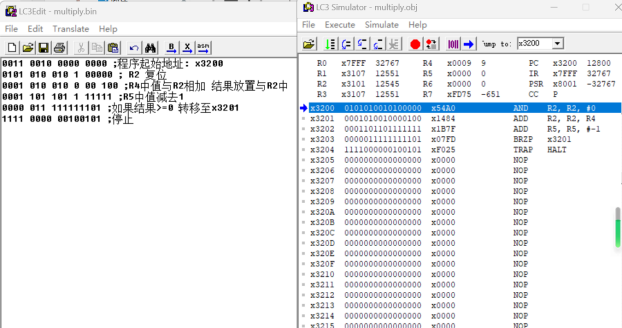 LC3Edit - multiply.bin
File Edit Translate Help
B X asm
0011 0010 0000 0000 ;程序起始地址: x3200
0101 010 010 1 00000 ; R2 复位
0001 010 010 0 00 100 ;R4中值与R2相加 结果放置与R2中
0001 101 101 1 11111 ;R5中值减去1
0000 011 111111101 ;如果结果>=0 转移至x3201
1111 0000 00100101 ;停止
LC3 Simulator - multiply.obj
File Execute Simulate Help
Jump to: x3200
R0 x7FFF 32767 R4 x0009 9 PC x3200 12800
R1 x3107 12551 R5 x0000 0 IR x7FFF 32767
R2 x3101 12545 R6 x0000 0 PSR x8001 -32767
R3 x3107 12551 R7 xFD75 -651 CC P
x3200 0101010010100000 x54A0 AND R2, R2, #0
x3201 0001010010000100 x1484 ADD R2, R2, R4
x3202 0001101101111111 x1B7F ADD R5, R5, #-1
x3203 0000011111111101 x07FD BRZP x3201
x3204 1111000000100101 xF025 TRAP HALT
x3205 0000000000000000 x0000 NOP
x3206 0000000000000000 x0000 NOP
x3207 0000000000000000 x0000 NOP
x3208 0000000000000000 x0000 NOP
x3209 0000000000000000 x0000 NOP
x320A 0000000000000000 x0000 NOP
x320B 0000000000000000 x0000 NOP
x320C 0000000000000000 x0000 NOP
x320D 0000000000000000 x0000 NOP
x320E 0000000000000000 x0000 NOP
x320F 0000000000000000 x0000 NOP
x3210 0000000000000000 x0000 NOP
x3211 0000000000000000 x0000 NOP
x3212 0000000000000000 x0000 NOP
x3213 0000000000000000 x0000 NOP
x3214 0000000000000000 x0000 NOP
x3215 0000000000000000 x0000 NOP